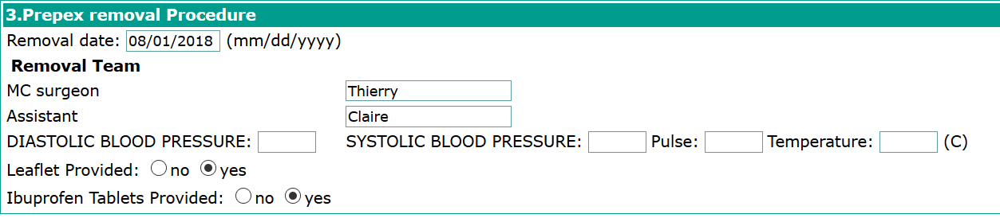 3.Prepex removal Procedure
Removal date: 08/01/2018 (mm/dd/yyyy)
Removal Team
MC surgeon Thierry
Assistant Claire
DIASTOLIC BLOOD PRESSURE: SYSTOLIC BLOOD PRESSURE: Pulse: Temperature: (C)
Leaflet Provided: no yes
Ibuprofen Tablets Provided: no yes